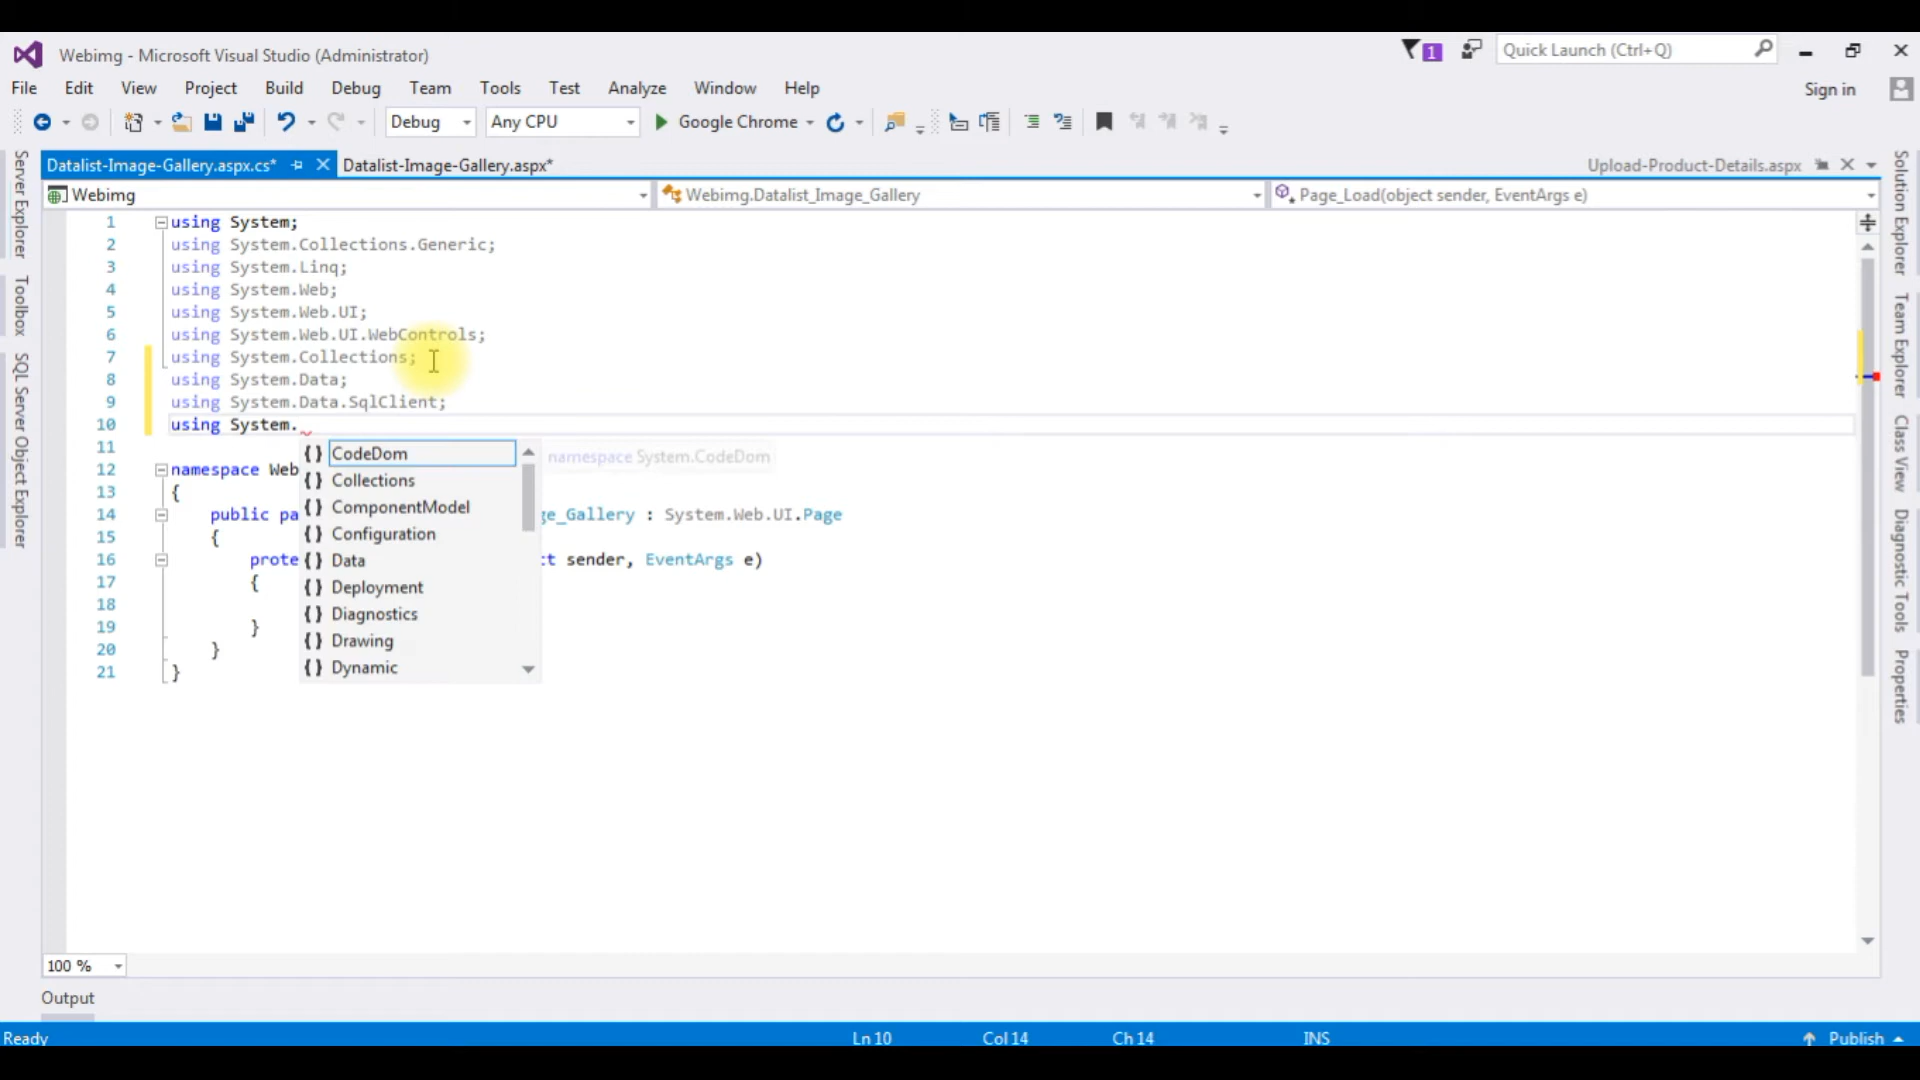 Webimg - Microsoft Visual Studio (Administrator)
1
Quick Launch (Ctrl+Q)
File Edit View Project Build Debug Team Tools Test Analyze Window Help
Sign in
Debug Any CPU Google Chrome
Datalist-Image-Gallery.aspx.cs* Datalist-Image-Gallery.aspx* Upload-Product-Details.aspx
Webimg Webimg.Datalist_Image_Gallery Page_Load(object sender, EventArgs e)
1 using System;
2 using System.Collections.Generic;
3 using System.Linq;
4 using System.Web;
5 using System.Web.UI;
6 using System.Web.UI.WebControls;
7 using System.Collections;
8 using System.Data;
9 using System.Data.SqlClient;
10 using System.
11
12 namespace Web
13 {
14 public pa ge_Gallery : System.Web.UI.Page
15 {
16 prote ct sender, EventArgs e)
17 {
18
19 }
20 }
21 }
{ } CodeDom
namespace System.CodeDom
{ } Collections
{ } ComponentModel
{ } Configuration
{ } Data
{ } Deployment
{ } Diagnostics
{ } Drawing
{ } Dynamic
Server Explorer
Toolbox
SQL Server Object Explorer
Solution Explorer
Team Explorer
Class View
Diagnostic Tools
Properties
100 %
Output
Ready Ln 10 Col 14 Ch 14 INS Publish